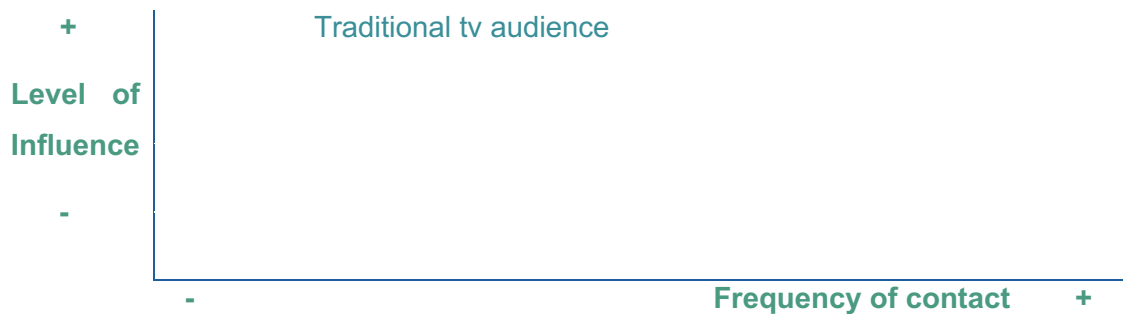 + Traditional tv audience
Level of
Influence
-
- Frequency of contact +